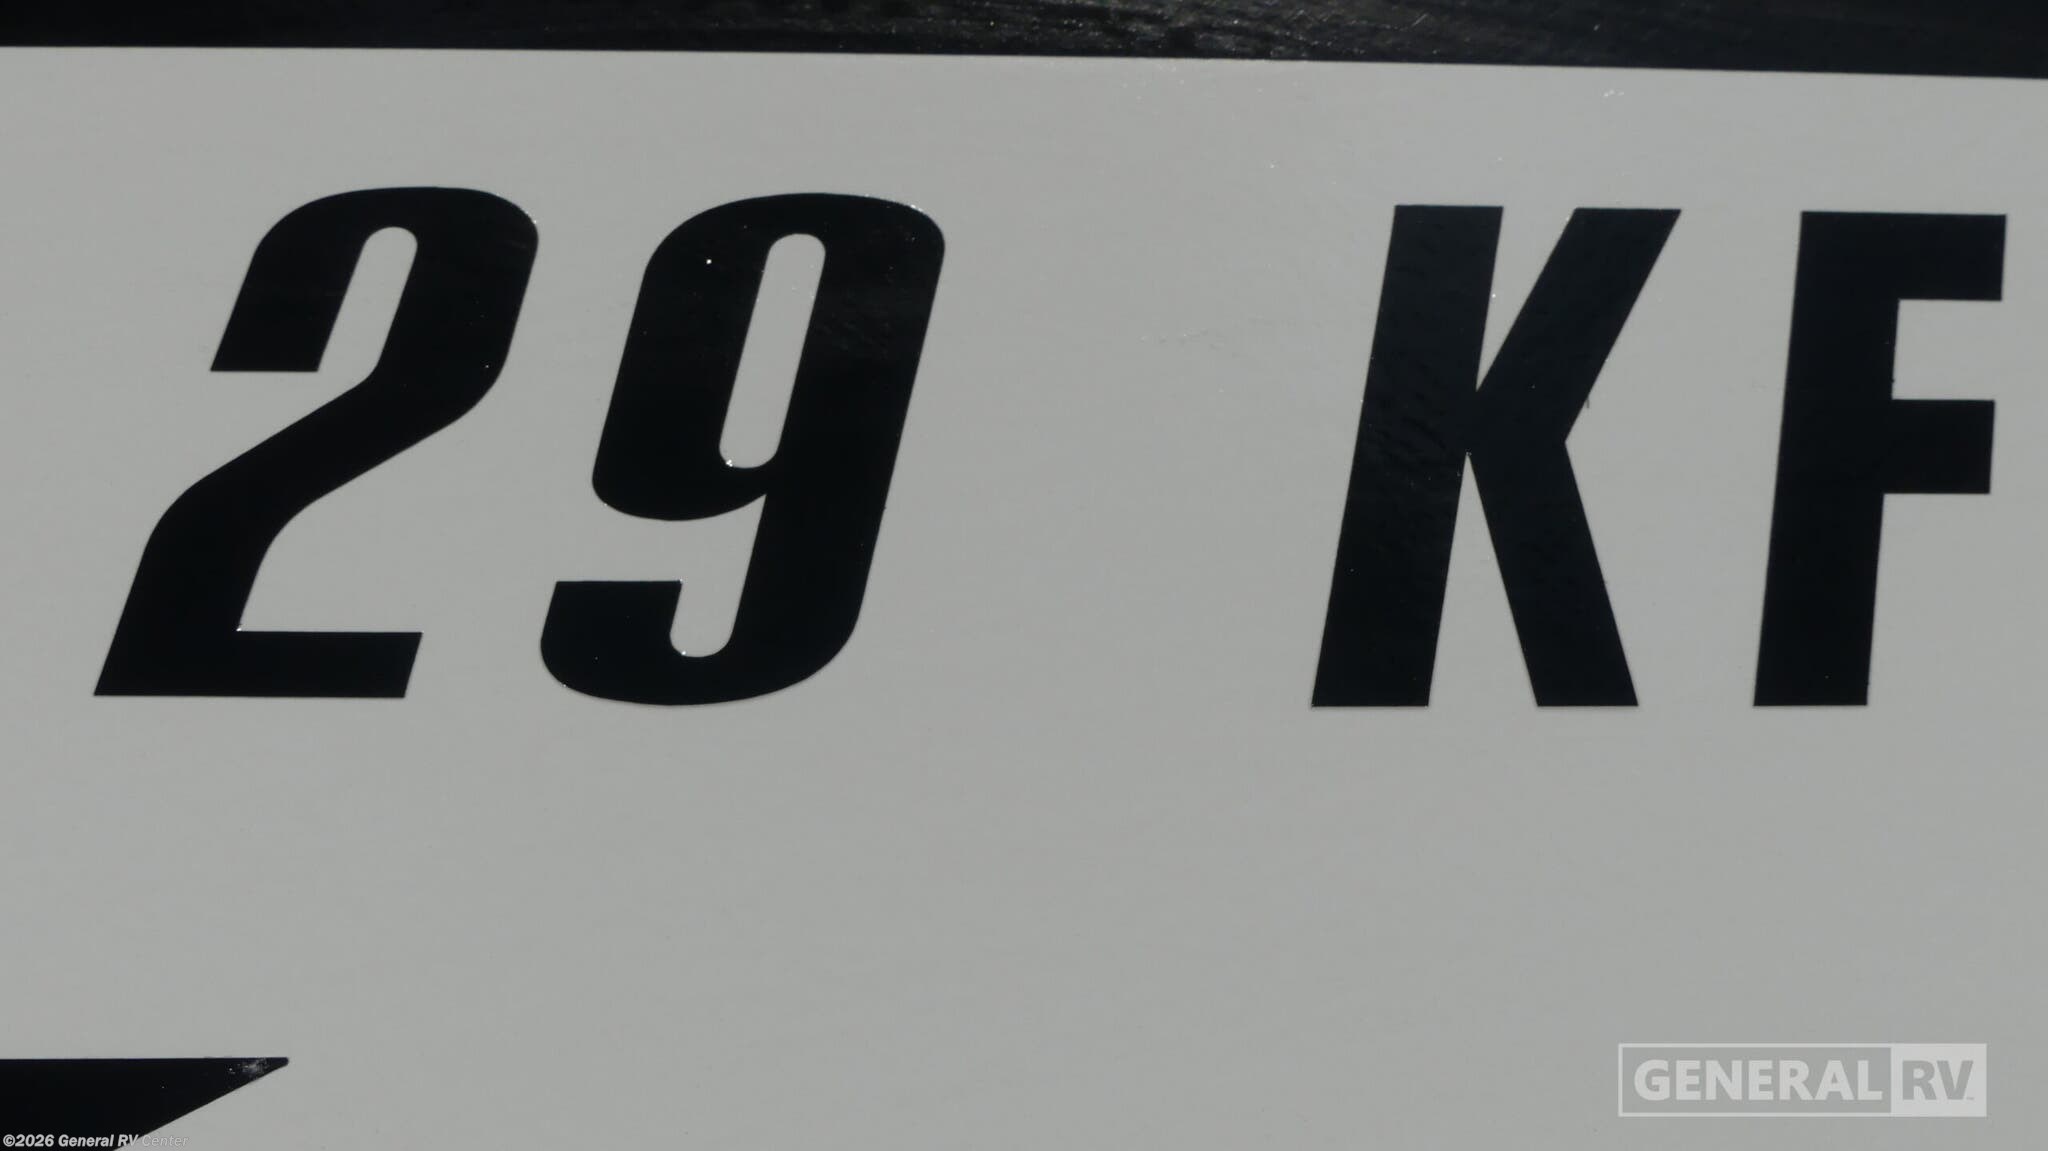 29 KF
GENERAL RV
©2026 General RV Center